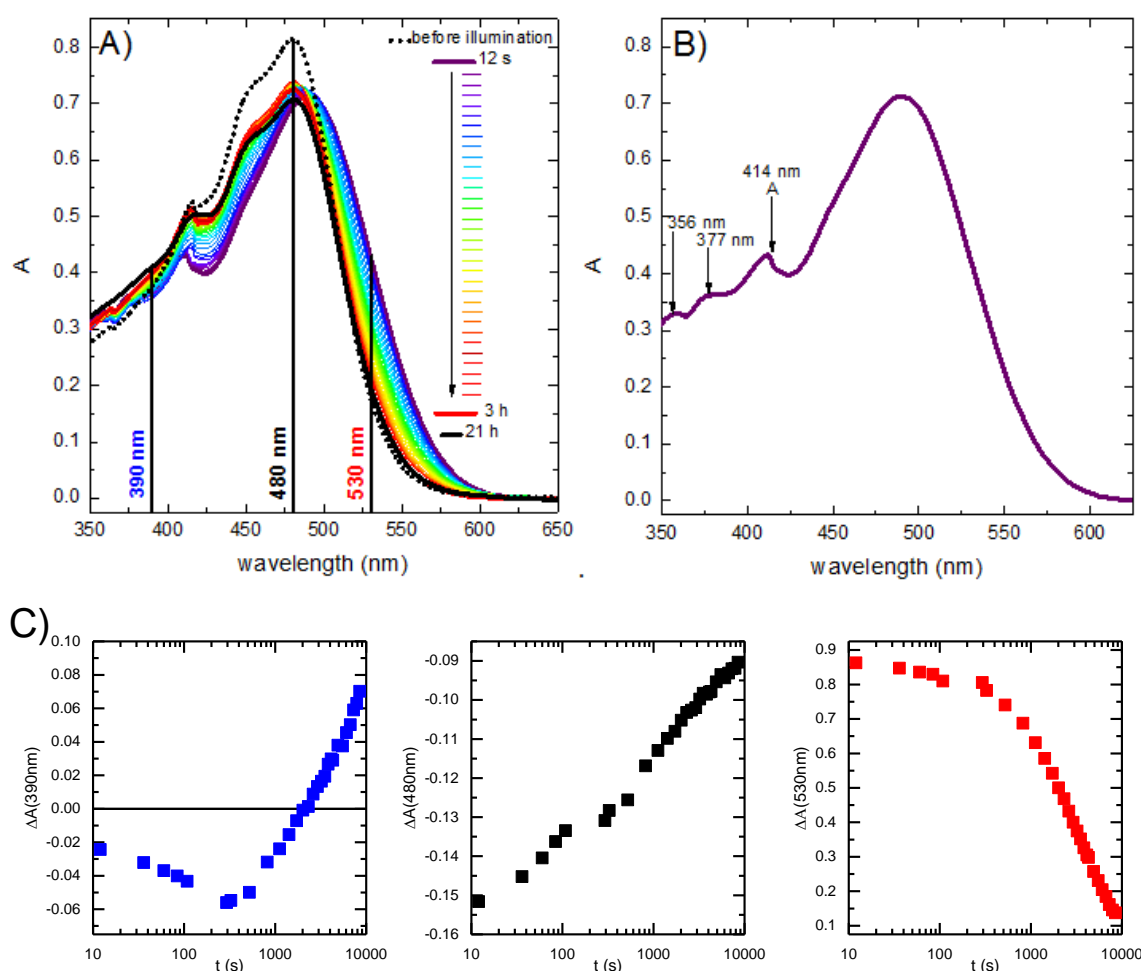 A)
before illumination
12 s
3 h
21 h
0.8
0.7
0.6
0.5
0.4
0.3
0.2
0.1
0.0
A
390 nm
480 nm
530 nm
350 400 450 500 550 600 650
wavelength (nm)
B)
414 nm
A
356 nm
377 nm
0.8
0.7
0.6
0.5
0.4
0.3
0.2
0.1
0.0
A
350 400 450 500 550 600
wavelength (nm)
.
C)
0.10
0.08
0.06
0.04
0.02
0.00
-0.02
-0.04
-0.06
ΔA(390nm)
10 100 1000 10000
t (s)
-0.09
-0.10
-0.11
-0.12
-0.13
-0.14
-0.15
-0.16
ΔA(480nm)
10 100 1000 10000
t (s)
0.9
0.8
0.7
0.6
0.5
0.4
0.3
0.2
0.1
ΔA(530nm)
10 100 1000 10000
t (s)